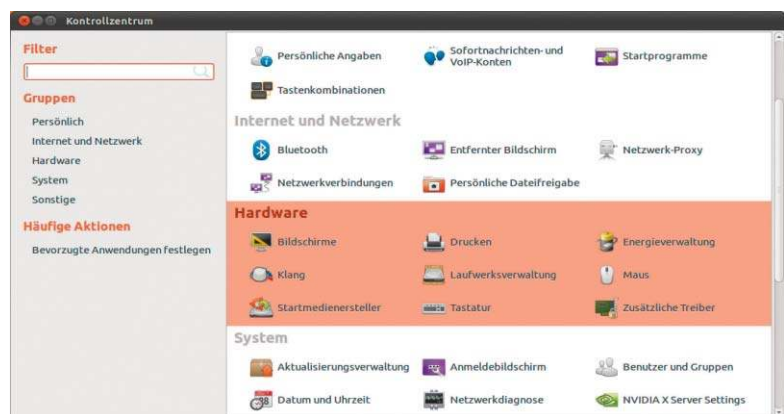 Kontrollzentrum
Filter
Gruppen
Persönlich
Internet und Netzwerk
Hardware
System
Sonstige
Häufige Aktionen
Bevorzugte Anwendungen festlegen
Persönliche Angaben
Sofortnachrichten- und
VoIP-Konten
Startprogramme
Tastenkombinationen
Internet und Netzwerk
Bluetooth
Entfernter Bildschirm
Netzwerk-Proxy
Netzwerkverbindungen
Persönliche Dateifreigabe
Hardware
Bildschirme
Drucken
Energieverwaltung
Klang
Laufwerksverwaltung
Maus
Startmedienersteller
Tastatur
Zusätzliche Treiber
System
Aktualisierungsverwaltung
Anmeldebildschirm
Benutzer und Gruppen
Datum und Uhrzeit
Netzwerkdiagnose
NVIDIA X Server Settings